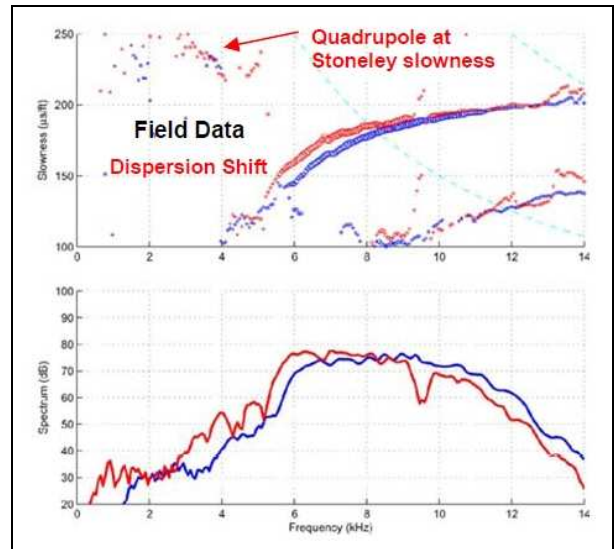 250
200
150
100
Slowness (µs/ft)
Quadrupole at
Stoneley slowness
Field Data
Dispersion Shift
0 2 4 6 8 10 12 14
100
90
80
70
60
50
40
30
20
Spectrum (dB)
0 2 4 6 8 10 12 14
Frequency (kHz)